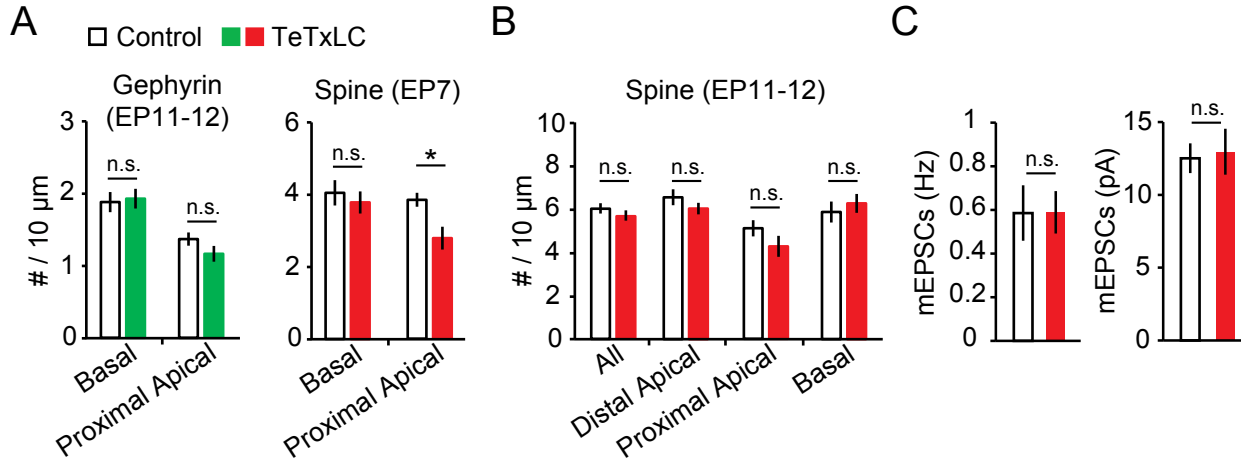 A
Control
TeTxLC
Gephyrin
(EP11-12)
# / 10 µm
3
2
1
0
n.s.
n.s.
Basal
Proximal Apical
Spine (EP7)
6
4
2
0
n.s.
*
Basal
Proximal Apical
B
Spine (EP11-12)
# / 10 µm
10
8
6
4
2
0
n.s.
n.s.
n.s.
n.s.
All
Distal Apical
Proximal Apical
Basal
C
mEPSCs (Hz)
1
0.8
0.6
0.4
0.2
0
n.s.
mEPSCs (pA)
15
10
5
0
n.s.